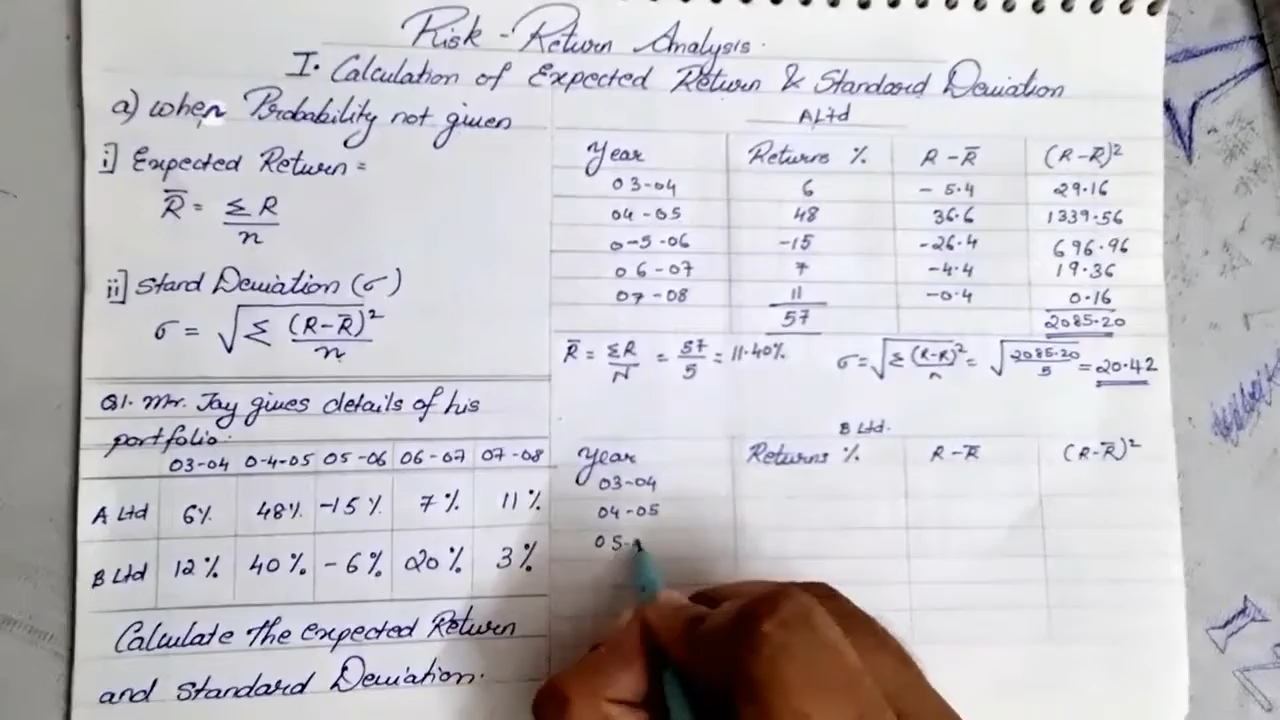 Risk - Return Analysis.
I. Calculation of Expected Return & Standard Deviation
a) when Probability not given
i] Expected Return =
R̅ = Σ R / n
ii] Stard Deviation (σ)
σ = √Σ (R-R̅)² / n
Q1. Mr. Jay gives details of his
portfolio.
03-04 0-4-05 05-06 06-07 07-08
A Ltd 6% 48% -15% 7% 11%
B Ltd 12% 40% -6% 20% 3%
Calculate the expected Return
and Standard Deviation.
A Ltd
Year Returns % R-R̅ (R-R̅)²
03-04 6 -5.4 29.16
04-05 48 36.6 1339.56
0-5-06 -15 -26.4 696.96
06-07 7 -4.4 19.36
07-08 11 -0.4 0.16
57 2085.20
R̅ = ΣR / N = 57 / 5 = 11.40% σ = √Σ (R-R)² / n = √2085.20 / 5 = 20.42
B Ltd.
Year Returns % R-R̅ (R-R̅)²
03-04
04-05
05-